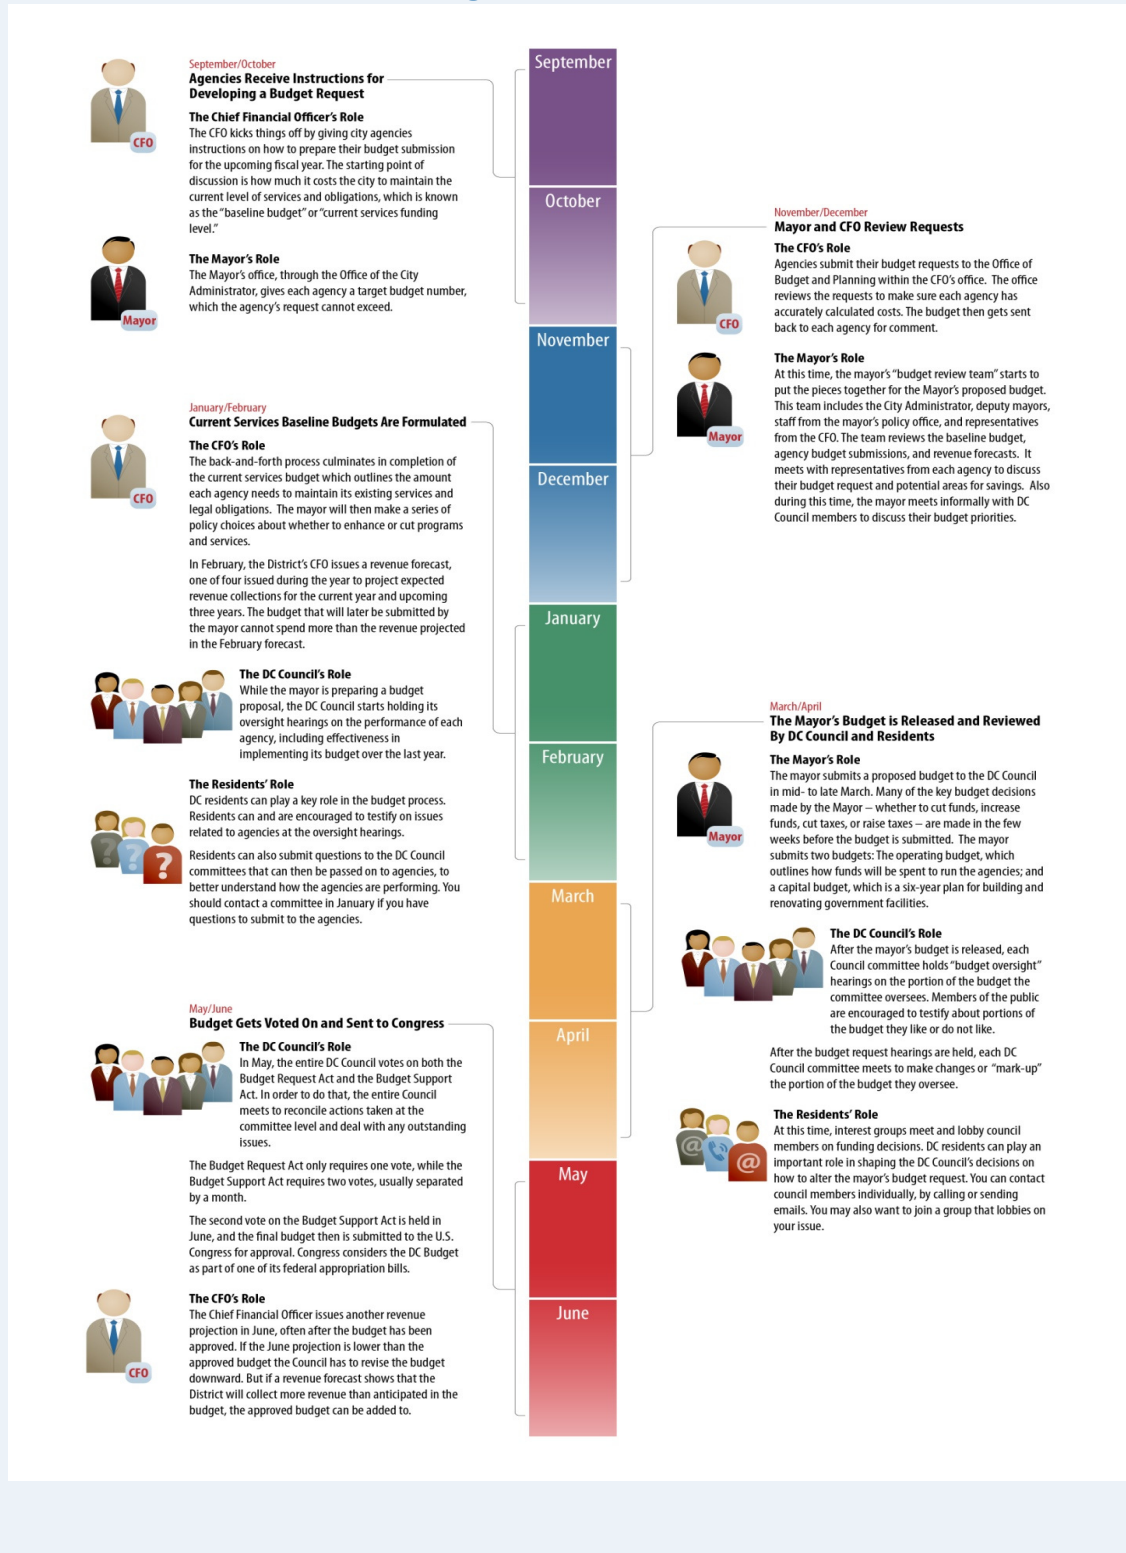 September/October
Agencies Receive Instructions for
Developing a Budget Request
The Chief Financial Officer's Role
The CFO kicks things off by giving city agencies
instructions on how to prepare their budget submission
for the upcoming fiscal year. The starting point of
discussion is how much it costs the city to maintain the
current level of services and obligations, which is known
as the "baseline budget" or "current services funding
level."
CFO
The Mayor's Role
The Mayor's office, through the Office of the City
Administrator, gives each agency a target budget number,
which the agency's request cannot exceed.
Mayor
September
October
November/December
Mayor and CFO Review Requests
The CFO's Role
Agencies submit their budget requests to the Office of
Budget and Planning within the CFO's office. The office
reviews the requests to make sure each agency has
accurately calculated costs. The budget then gets sent
back to each agency for comment.
CFO
The Mayor's Role
At this time, the mayor's "budget review team" starts to
put the pieces together for the Mayor's proposed budget.
This team includes the City Administrator, deputy mayors,
staff from the mayor's policy office, and representatives
from the CFO. The team reviews the baseline budget,
agency budget submissions, and revenue forecasts. It
meets with representatives from each agency to discuss
their budget request and potential areas for savings. Also
during this time, the mayor meets informally with DC
Council members to discuss their budget priorities.
Mayor
November
December
January/February
Current Services Baseline Budgets Are Formulated
The CFO's Role
The back-and-forth process culminates in completion of
the current services budget which outlines the amount
each agency needs to maintain its existing services and
legal obligations. The mayor will then make a series of
policy choices about whether to enhance or cut programs
and services.
CFO
In February, the District's CFO issues a revenue forecast,
one of four issued during the year to project expected
revenue collections for the current year and upcoming
three years. The budget that will later be submitted by
the mayor cannot spend more than the revenue projected
in the February forecast.
The DC Council's Role
While the mayor is preparing a budget
proposal, the DC Council starts holding its
oversight hearings on the performance of each
agency, including effectiveness in
implementing its budget over the last year.
The Residents' Role
DC residents can play a key role in the budget process.
Residents can and are encouraged to testify on issues
related to agencies at the oversight hearings.
? ? ?
Residents can also submit questions to the DC Council
committees that can then be passed on to agencies, to
better understand how the agencies are performing. You
should contact a committee in January if you have
questions to submit to the agencies.
January
February
March/April
The Mayor's Budget is Released and Reviewed
By DC Council and Residents
The Mayor's Role
The mayor submits a proposed budget to the DC Council
in mid- to late March. Many of the key budget decisions
made by the Mayor – whether to cut funds, increase
funds, cut taxes, or raise taxes – are made in the few
weeks before the budget is submitted. The mayor
submits two budgets: The operating budget, which
outlines how funds will be spent to run the agencies; and
a capital budget, which is a six-year plan for building and
renovating government facilities.
Mayor
The DC Council's Role
After the mayor's budget is released, each
Council committee holds "budget oversight"
hearings on the portion of the budget the
committee oversees. Members of the public
are encouraged to testify about portions of
the budget they like or do not like.
After the budget request hearings are held, each DC
Council committee meets to make changes or "mark-up"
the portion of the budget they oversee.
The Residents' Role
At this time, interest groups meet and lobby council
members on funding decisions. DC residents can play an
important role in shaping the DC Council's decisions on
how to alter the mayor's budget request. You can contact
council members individually, by calling or sending
emails. You may also want to join a group that lobbies on
your issue.
@ @
March
April
May/June
Budget Gets Voted On and Sent to Congress
The DC Council's Role
In May, the entire DC Council votes on both the
Budget Request Act and the Budget Support
Act. In order to do that, the entire Council
meets to reconcile actions taken at the
committee level and deal with any outstanding
issues.
The Budget Request Act only requires one vote, while the
Budget Support Act requires two votes, usually separated
by a month.
The second vote on the Budget Support Act is held in
June, and the final budget then is submitted to the U.S.
Congress for approval. Congress considers the DC Budget
as part of one of its federal appropriation bills.
The CFO's Role
The Chief Financial Officer issues another revenue
projection in June, often after the budget has been
approved. If the June projection is lower than the
approved budget the Council has to revise the budget
downward. But if a revenue forecast shows that the
District will collect more revenue than anticipated in the
budget, the approved budget can be added to.
CFO
May
June